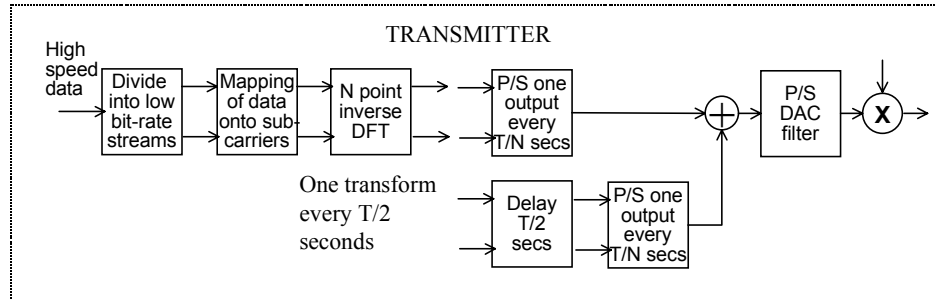 TRANSMITTER
High
speed
data
Divide
into low
bit-rate
streams
Mapping
of data
onto sub-
carriers
N point
inverse
DFT
P/S one
output
every
T/N secs
+
P/S
DAC
filter
X
One transform
every T/2
seconds
Delay
T/2
secs
P/S one
output
every
T/N secs